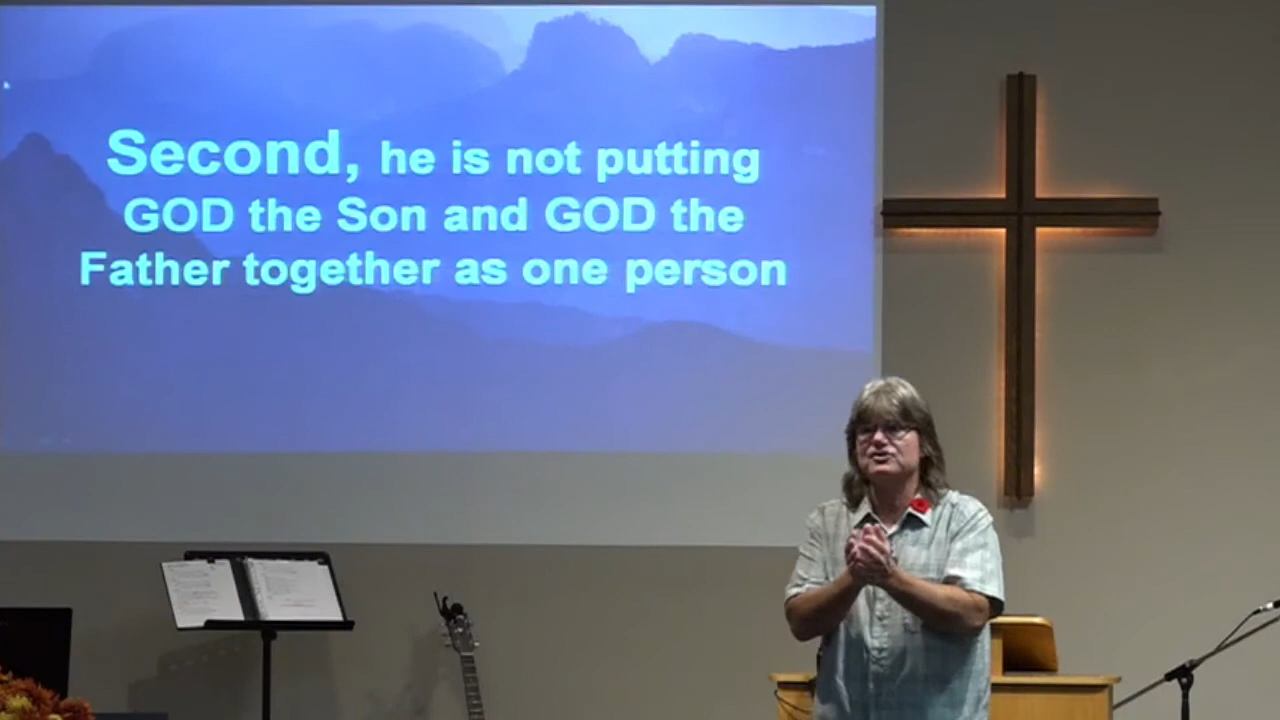 Second, he is not putting
GOD the Son and GOD the
Father together as one person